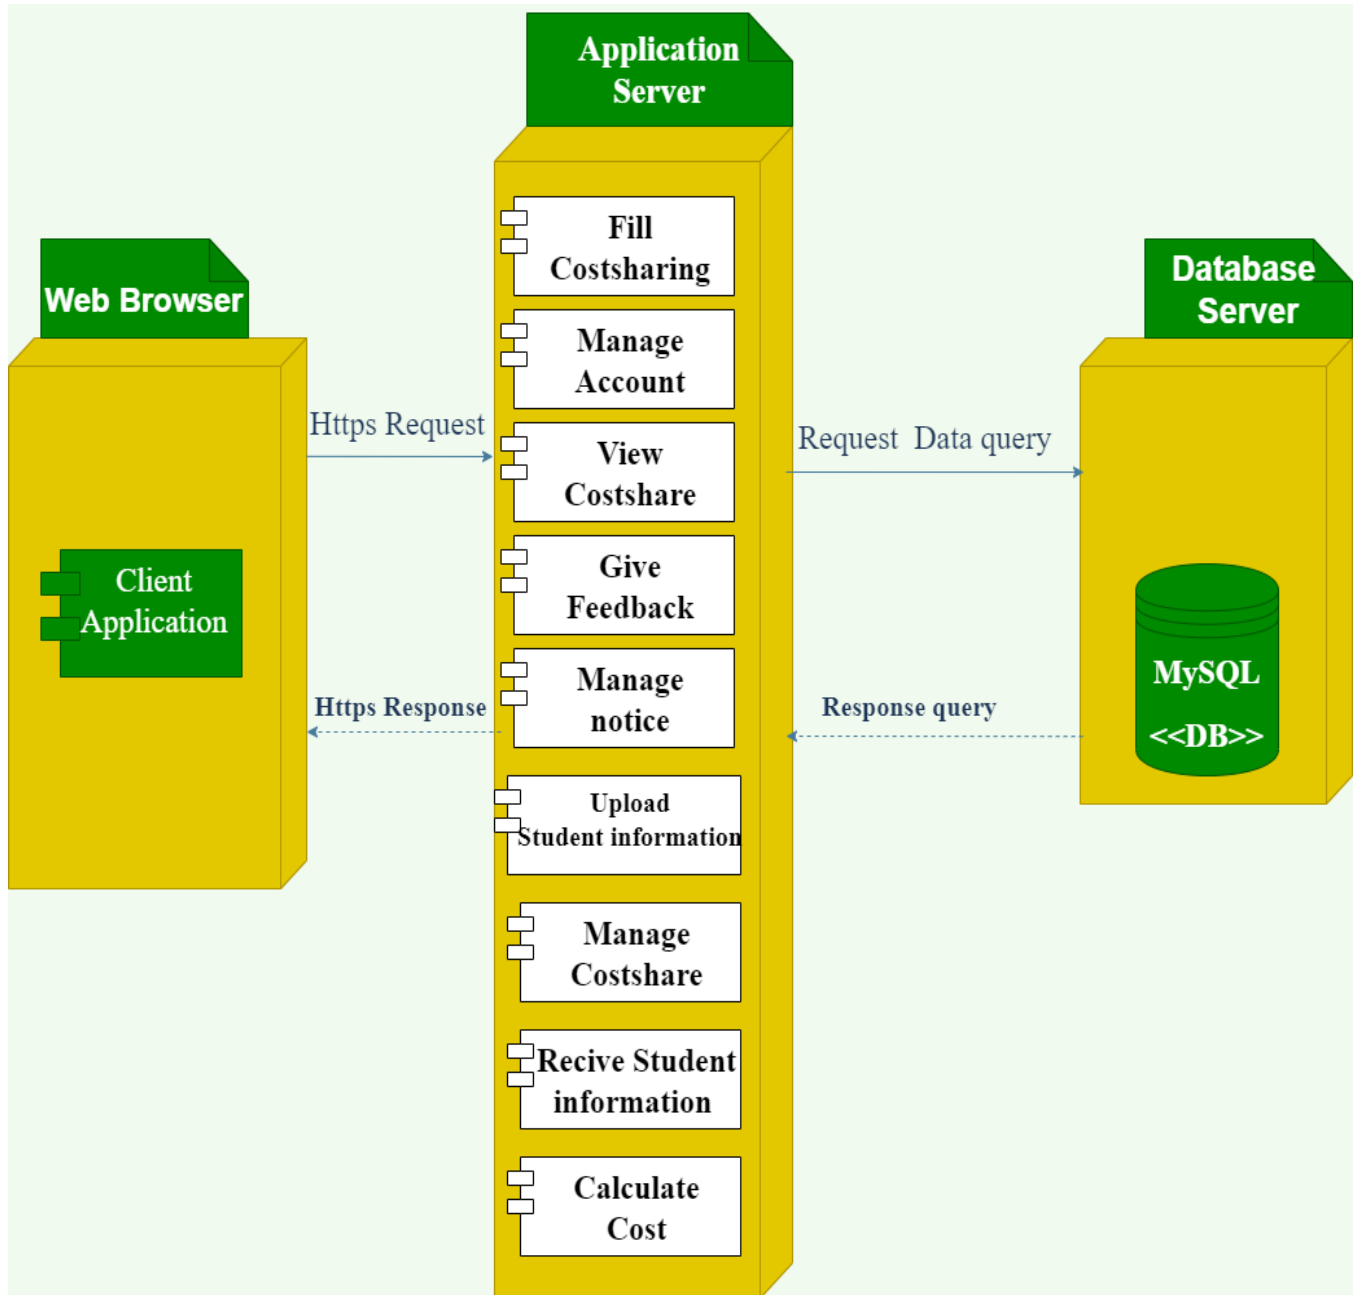 Application
Server
Web Browser
Client
Application
Https Request
Https Response
Fill
Costsharing
Manage
Account
View
Costshare
Give
Feedback
Manage
notice
Upload
Student information
Manage
Costshare
Recive Student
information
Calculate
Cost
Request  Data query
Response query
Database
Server
MySQL
<<DB>>